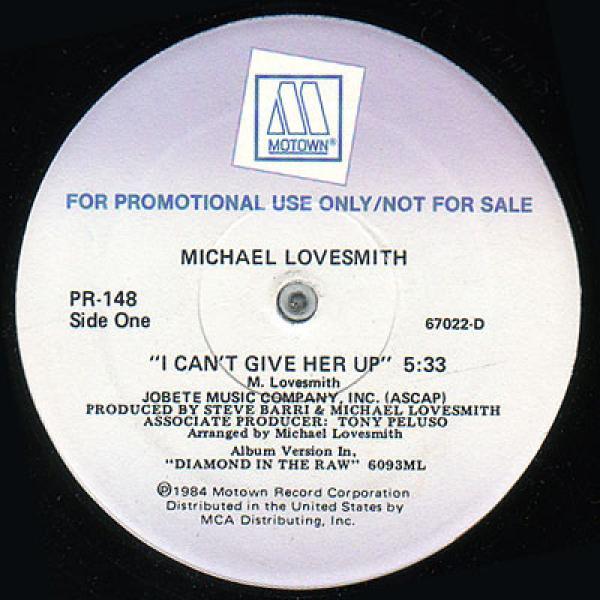 MOTOWN®
FOR PROMOTIONAL USE ONLY/NOT FOR SALE
MICHAEL LOVESMITH
PR-148
Side One
67022-D
"I CAN'T GIVE HER UP" 5:33
M. Lovesmith
JOBETE MUSIC COMPANY, INC. (ASCAP)
PRODUCED BY STEVE BARRI & MICHAEL LOVESMITH
ASSOCIATE PRODUCER: TONY PELUSO
Arranged by Michael Lovesmith
Album Version In,
"DIAMOND IN THE RAW" 6093ML
℗1984 Motown Record Corporation
Distributed in the United States by
MCA Distributing, Inc.